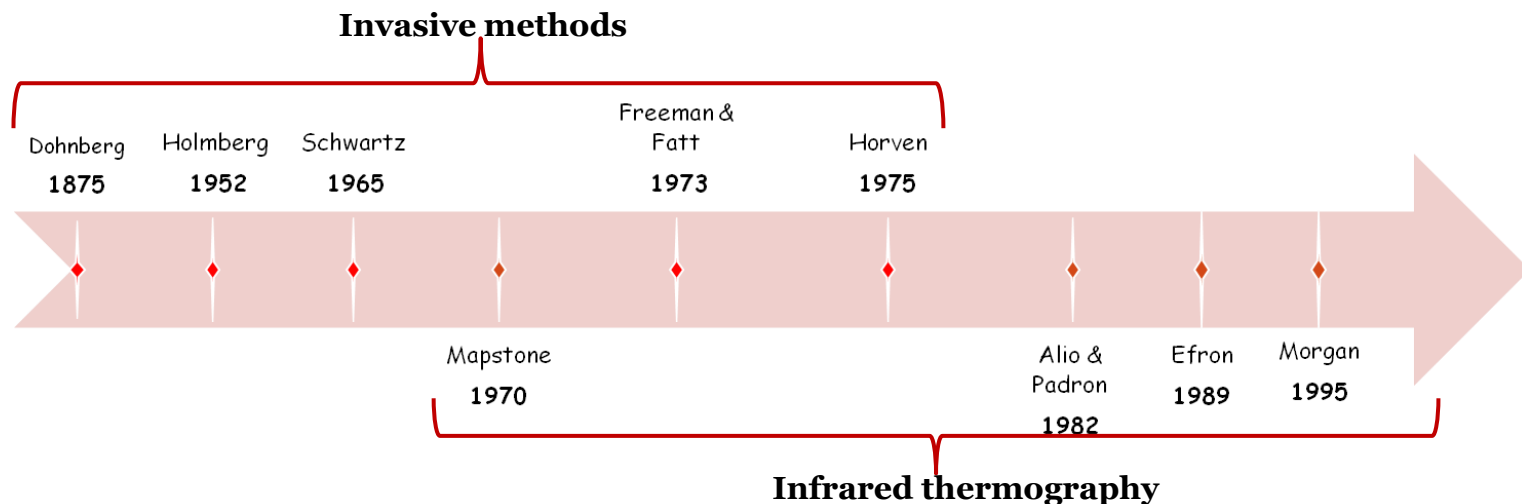 Invasive methods
Dohnberg
1875
Holmberg
1952
Schwartz
1965
Freeman &
Fatt
1973
Horven
1975
Mapstone
1970
Alio &
Padron
1982
Efron
1989
Morgan
1995
Infrared thermography